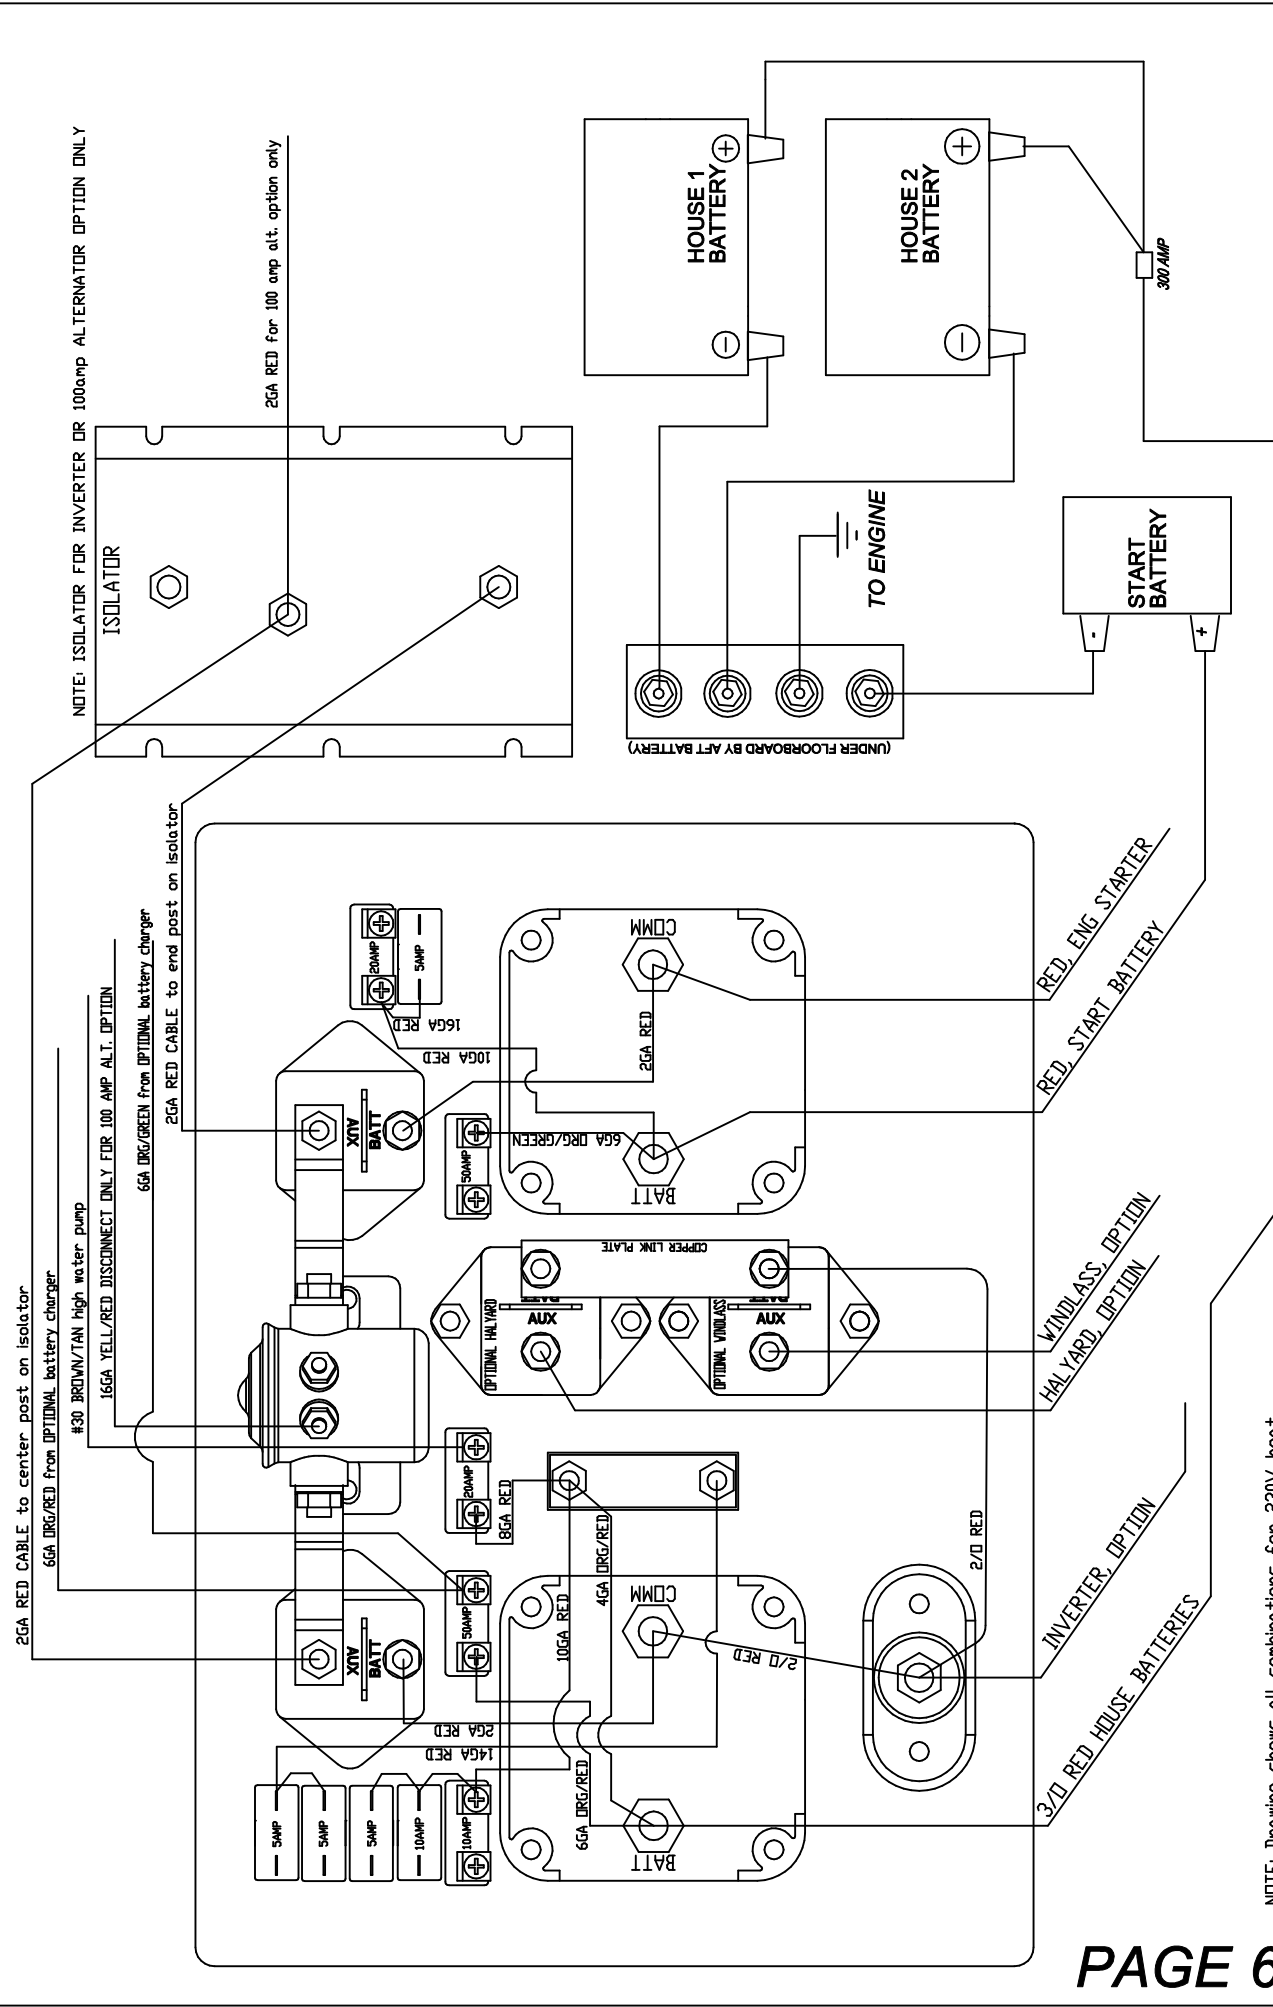 NOTE: ISOLATOR FOR INVERTER OR 100amp ALTERNATOR OPTION ONLY
2GA RED for 100 amp alt. option only
ISOLATOR
HOUSE 1
BATTERY
HOUSE 2
BATTERY
300 AMP
TO ENGINE
START
BATTERY
-
+
(UNDER FLOORBOARD BY AFT BATTERY)
2GA RED CABLE to center post on isolator
6GA ORG/RED from OPTIONAL battery charger
#30 BROWN/TAN high water pump
16GA YELL/RED DISCONNECT ONLY FOR 100 AMP ALT. OPTION
6GA ORG/GREEN from OPTIONAL battery charger
2GA RED CABLE to end post on isolator
20AMP
5AMP
16GA RED
10GA RED
AUX
BATT
50AMP
6GA ORG/GREEN
2GA RED
COMM
BATT
RED, ENG STARTER
RED, START BATTERY
COPPER LINK PLATE
OPTIONAL HALYARD
BATT
AUX
OPTIONAL WINDLASS
BATT
AUX
WINDLASS, OPTION
HALYARD, OPTION
20AMP
8GA RED
AUX
BATT
50AMP
10GA RED
4GA ORG/RED
COMM
2/0 RED
2/0 RED
2GA RED
14GA RED
5AMP
5AMP
5AMP
10AMP
10AMP
6GA ORG/RED
BATT
INVERTER, OPTION
3/0 RED HOUSE BATTERIES
PAGE 6